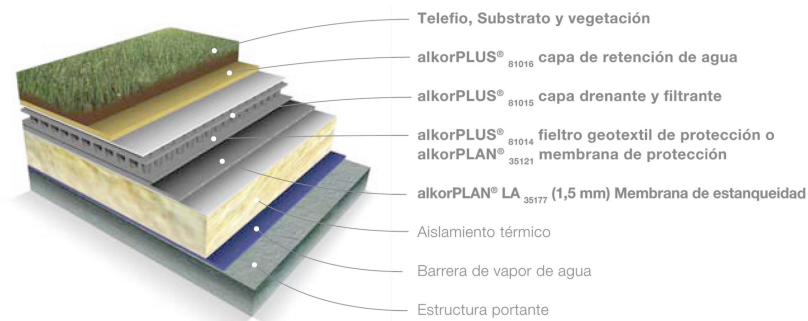 Telefio, Substrato y vegetación
alkorPLUS® 81016 capa de retención de agua
alkorPLUS® 81015 capa drenante y filtrante
alkorPLUS® 81014 fieltro geotextil de protección o
alkorPLAN® 35121 membrana de protección
alkorPLAN® LA 35177 (1,5 mm) Membrana de estanqueidad
Aislamiento térmico
Barrera de vapor de agua
Estructura portante